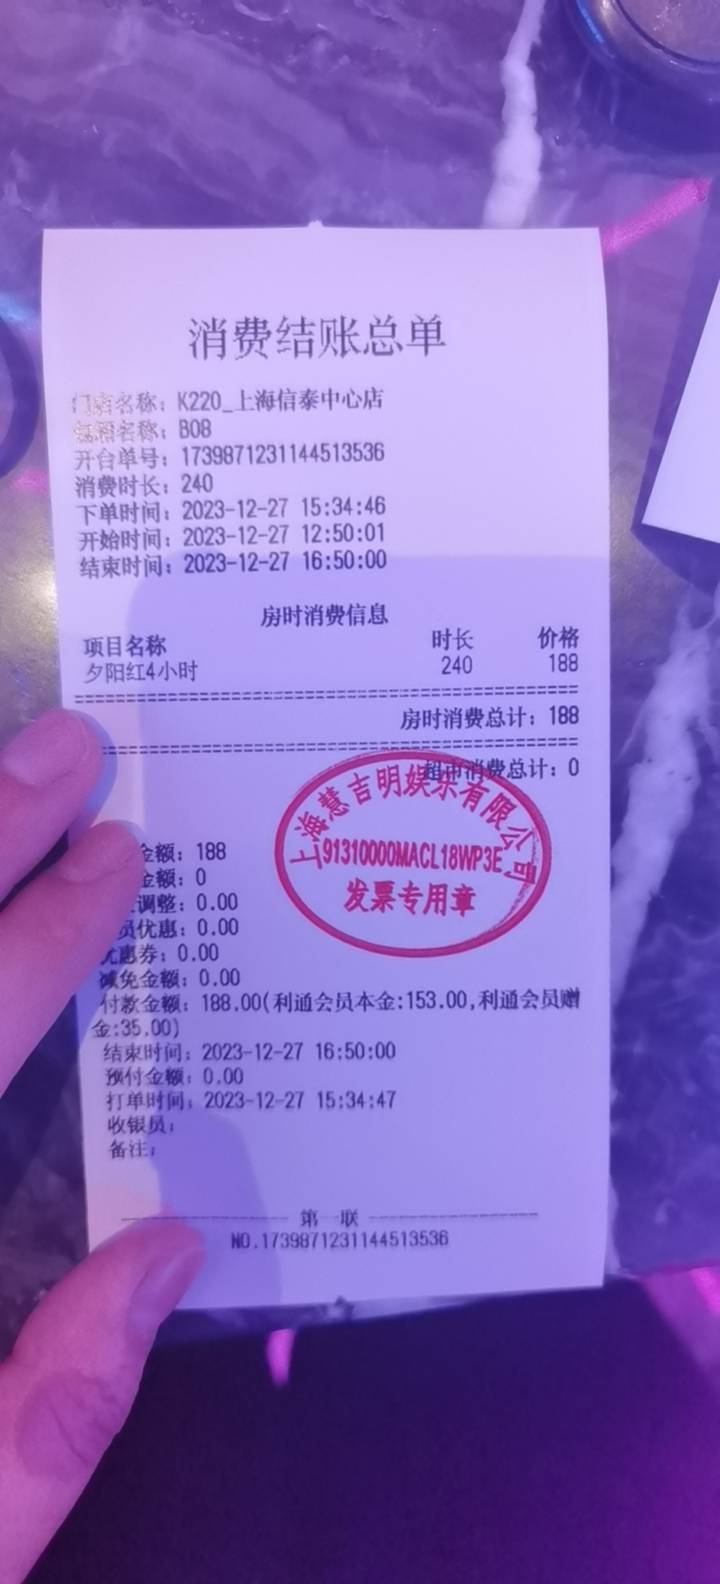 消费结账总单
门店名称：K220_上海信泰中心店
包厢名称：B08
开台单号：1739871231144513536
消费时长：240
下单时间：2023-12-27 15:34:46
开始时间：2023-12-27 12:50:01
结束时间：2023-12-27 16:50:00
房时消费信息
项目名称 时长 价格
夕阳红4小时 240 188
房时消费总计：188
超市消费总计：0
上海慧吉明娱乐有限公司
91310000MACL18WP3E
发票专用章
金额：188
金额：0
调整：0.00
员优惠：0.00
优惠券：0.00
减免金额：0.00
付款金额：188.00(利通会员本金:153.00,利通会员赠
金:35.00)
结束时间：2023-12-27 16:50:00
预付金额：0.00
打单时间：2023-12-27 15:34:47
收银员：
备注：
第一联
NO.1739871231144513536